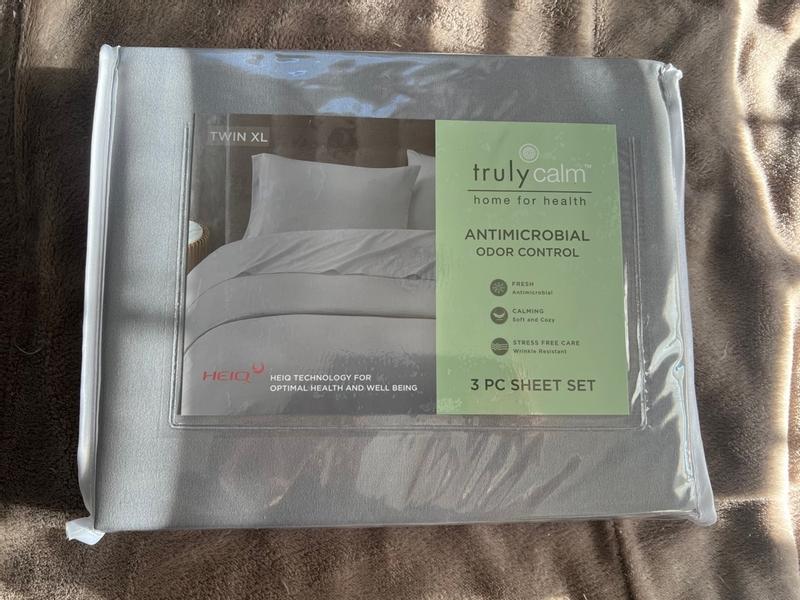 TWIN XL
truly calm™
home for health
ANTIMICROBIAL
ODOR CONTROL
FRESH
Antimicrobial
CALMING
Soft and Cozy
STRESS FREE CARE
Wrinkle Resistant
3 PC SHEET SET
HEIQ
HEIQ TECHNOLOGY FOR
OPTIMAL HEALTH AND WELL BEING